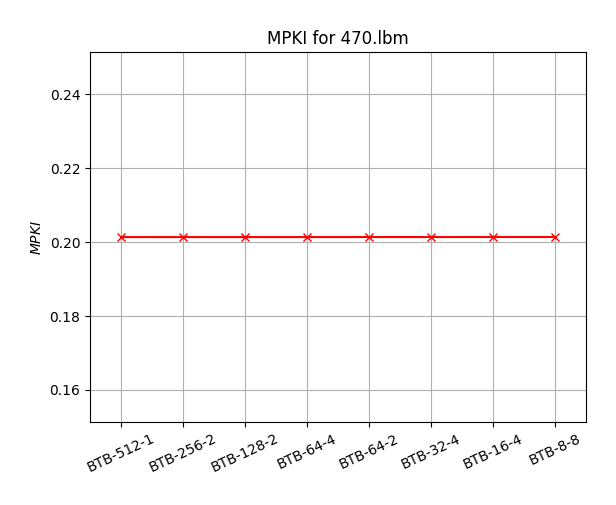 MPKI for 470.lbm
MPKI
0.24
0.22
0.20
0.18
0.16
BTB-512-1
BTB-256-2
BTB-128-2
BTB-64-4
BTB-64-2
BTB-32-4
BTB-16-4
BTB-8-8